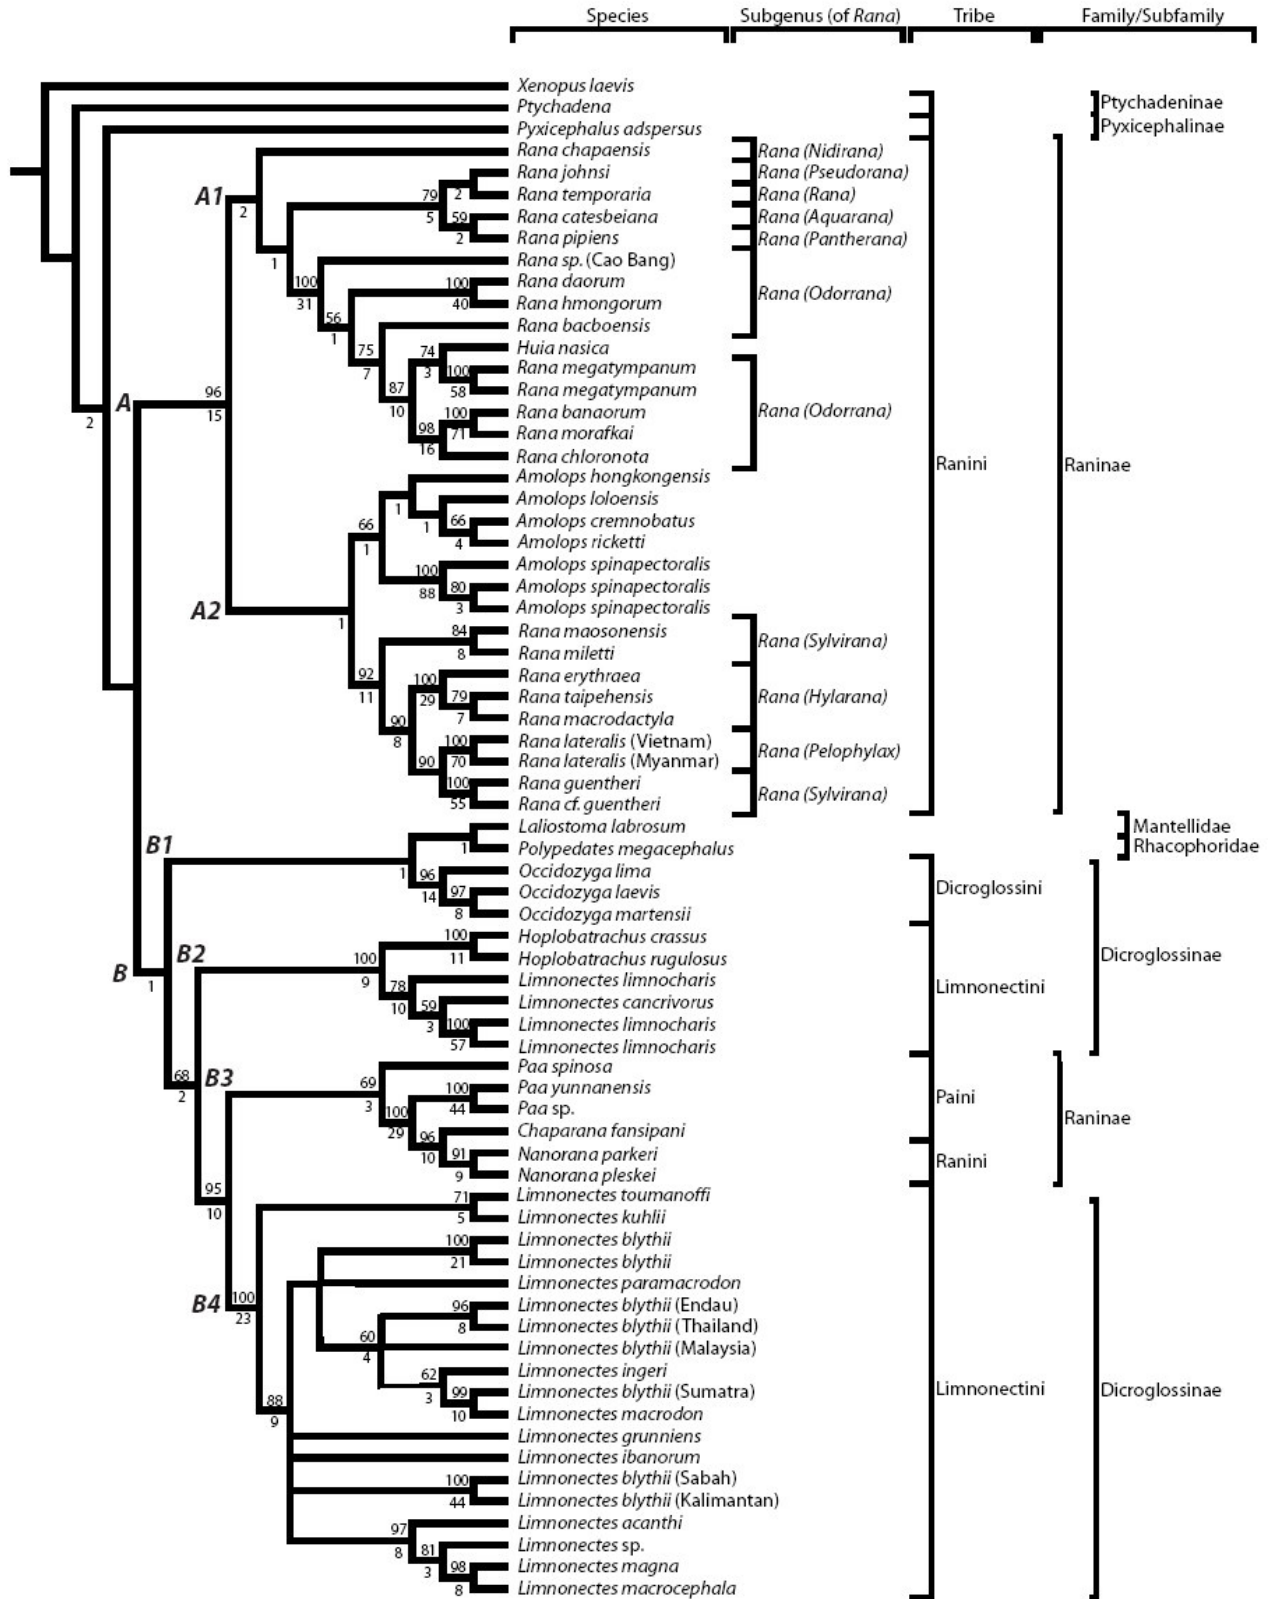 Species Subgenus (of Rana) Tribe Family/Subfamily
Xenopus laevis
Ptychadena Ptychadeninae
Pyxicephalus adspersus Pyxicephalinae
Rana chapaensis Rana (Nidirana)
A1 2 79 2 Rana johnsi Rana (Pseudorana)
Rana temporaria Rana (Rana)
5 59 Rana catesbeiana Rana (Aquarana)
2 Rana pipiens Rana (Pantherana)
1 Rana sp. (Cao Bang)
100 31 100 Rana daorum Rana (Odorrana)
40 Rana hmongorum
56 1 Rana bacboensis
75 7 74 3 Huia nasica
100 Rana megatympanum
87 10 58 Rana megatympanum
A 96 15 2 100 Rana banaorum Rana (Odorrana)
98 71 Rana morafkai
16 Rana chloronota Ranini Raninae
Amolops hongkongensis
1 Amolops loloensis
1 66 Amolops cremnobatus
66 1 4 Amolops ricketti
100 Amolops spinapectoralis
88 80 Amolops spinapectoralis
A2 1 3 Amolops spinapectoralis
84 Rana maosonensis Rana (Sylvirana)
8 Rana miletti
92 11 100 Rana erythraea
29 79 Rana taipehensis Rana (Hylarana)
7 Rana macrodactyla
90 8 100 Rana lateralis (Vietnam) Rana (Pelophylax)
90 70 Rana lateralis (Myanmar)
100 Rana guentheri Rana (Sylvirana)
55 Rana cf. guentheri
Laliostoma labrosum Mantellidae
B1 1 Polypedates megacephalus Rhacophoridae
1 96 Occidozyga lima Dicroglossini
14 97 Occidozyga laevis
8 Occidozyga martensii
B2 100 Hoplobatrachus crassus Dicroglossinae
B 1 100 9 11 Hoplobatrachus rugulosus
78 Limnonectes limnocharis Limnonectini
10 59 Limnonectes cancrivorus
3 100 Limnonectes limnocharis
57 Limnonectes limnocharis
68 2 B3 69 3 Paa spinosa
100 Paa yunnanensis Paini
100 29 44 Paa sp. Raninae
96 Chaparana fansipani
10 91 Nanorana parkeri Ranini
9 Nanorana pleskei
95 10 71 Limnonectes toumanoffi
5 Limnonectes kuhlii
100 Limnonectes blythii
21 Limnonectes blythii
Limnonectes paramacrodon
B4 100 23 96 Limnonectes blythii (Endau)
8 Limnonectes blythii (Thailand)
60 4 Limnonectes blythii (Malaysia)
62 Limnonectes ingeri
3 99 Limnonectes blythii (Sumatra) Limnonectini Dicroglossinae
88 9 10 Limnonectes macrodon
Limnonectes grunniens
Limnonectes ibanorum
100 Limnonectes blythii (Sabah)
44 Limnonectes blythii (Kalimantan)
97 Limnonectes acanthi
8 81 Limnonectes sp.
3 98 Limnonectes magna
8 Limnonectes macrocephala